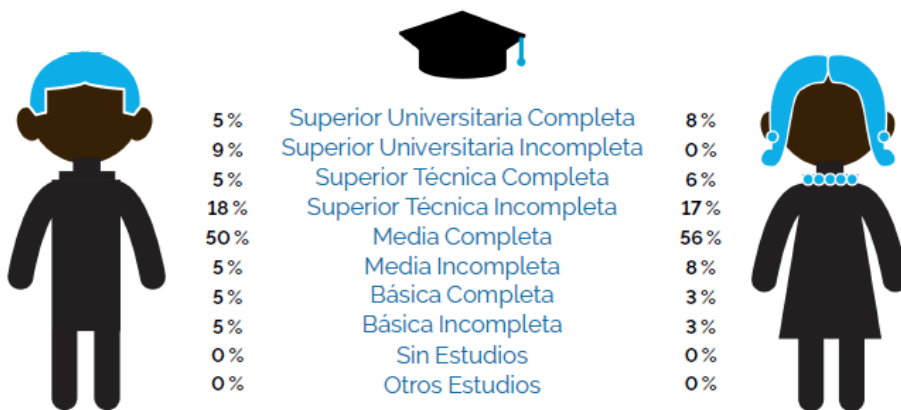 5 % Superior Universitaria Completa 8 %
9 % Superior Universitaria Incompleta 0 %
5 % Superior Técnica Completa 6 %
18 % Superior Técnica Incompleta 17 %
50 % Media Completa 56 %
5 % Media Incompleta 8 %
5 % Básica Completa 3 %
5 % Básica Incompleta 3 %
0 % Sin Estudios 0 %
0 % Otros Estudios 0 %